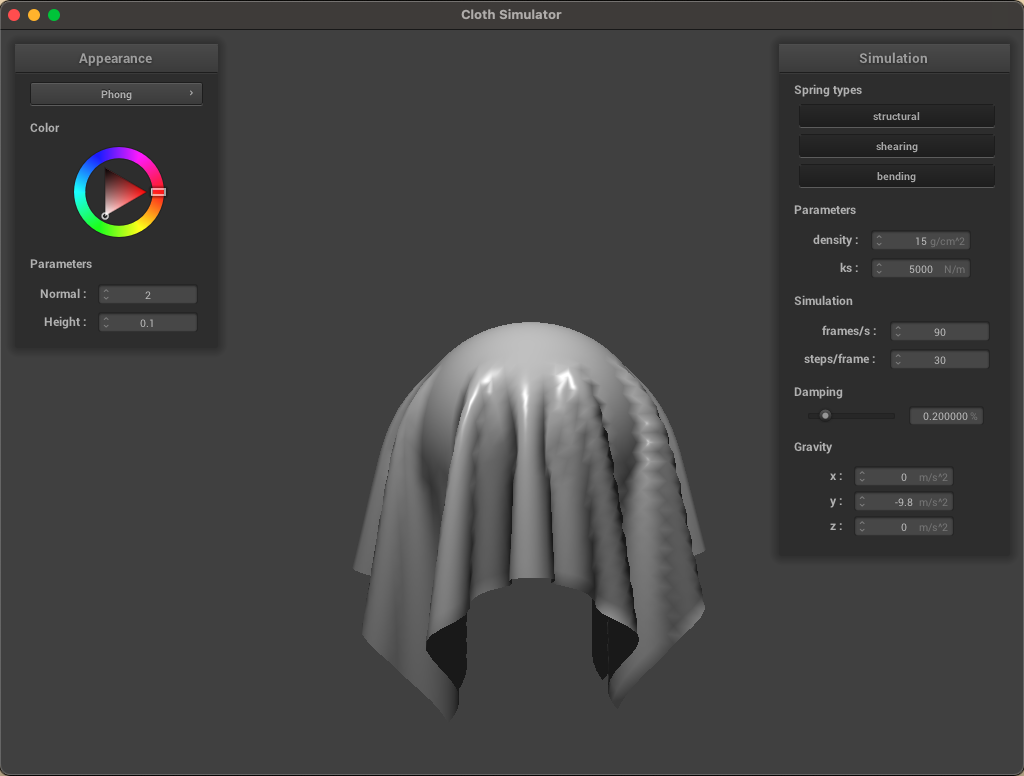 Cloth Simulator
Appearance
Phong
Color
Parameters
Normal : 2
Height : 0.1
Simulation
Spring types
structural
shearing
bending
Parameters
density : 15 g/cm^2
ks : 5000 N/m
Simulation
frames/s : 90
steps/frame : 30
Damping
0.200000 %
Gravity
x : 0 m/s^2
y : -9.8 m/s^2
z : 0 m/s^2